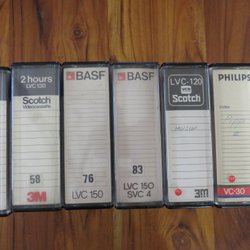 2 hours
LVC 120
Scotch
Videocassette
58
3M
BASF
76
LVC 150
BASF
83
LVC 150
SVC 4
LVC-120
Scotch
3M
PHILIPS
VC-30